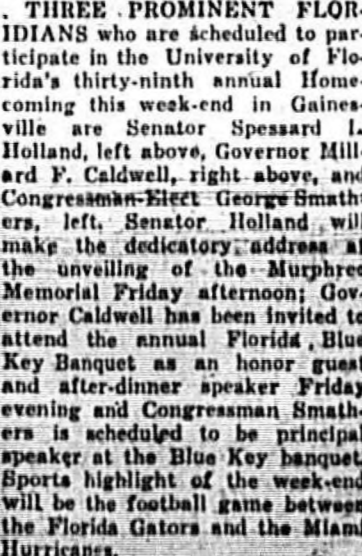 . THREE PROMINENT FLOR-
IDIANS who are scheduled to par-
ticipate in the University of Flo-
rida's thirty-ninth annual Home-
coming this week-end in Gaines-
ville are Senator Spessard L.
Holland, left above, Governor Mill-
ard F. Caldwell, right above, and
Congressman-Elect George Smath-
ers, left. Senator Holland will
make the dedicatory address at
the unveiling of the Murphree
Memorial Friday afternoon; Gov-
ernor Caldwell has been invited to
attend the annual Florida Blue
Key Banquet as an honor guest
and after-dinner speaker Friday
evening and Congressman Smath-
ers is scheduled to be principal
speaker at the Blue Key banquet.
Sports highlight of the week-end
will be the football game between
the Florida Gators and the Miami
Hurricanes.